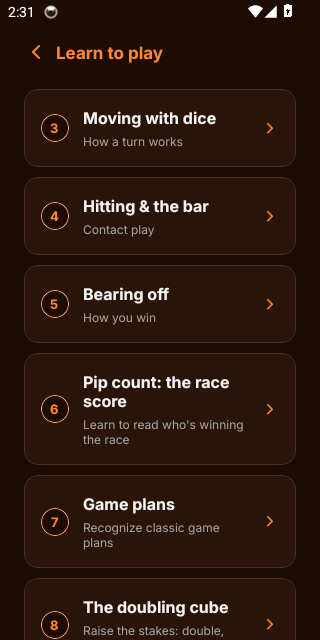 2:31
Learn to play
3
Moving with dice
How a turn works
4
Hitting & the bar
Contact play
5
Bearing off
How you win
6
Pip count: the race
score
Learn to read who's winning
the race
7
Game plans
Recognize classic game
plans
8
The doubling cube
Raise the stakes: double,